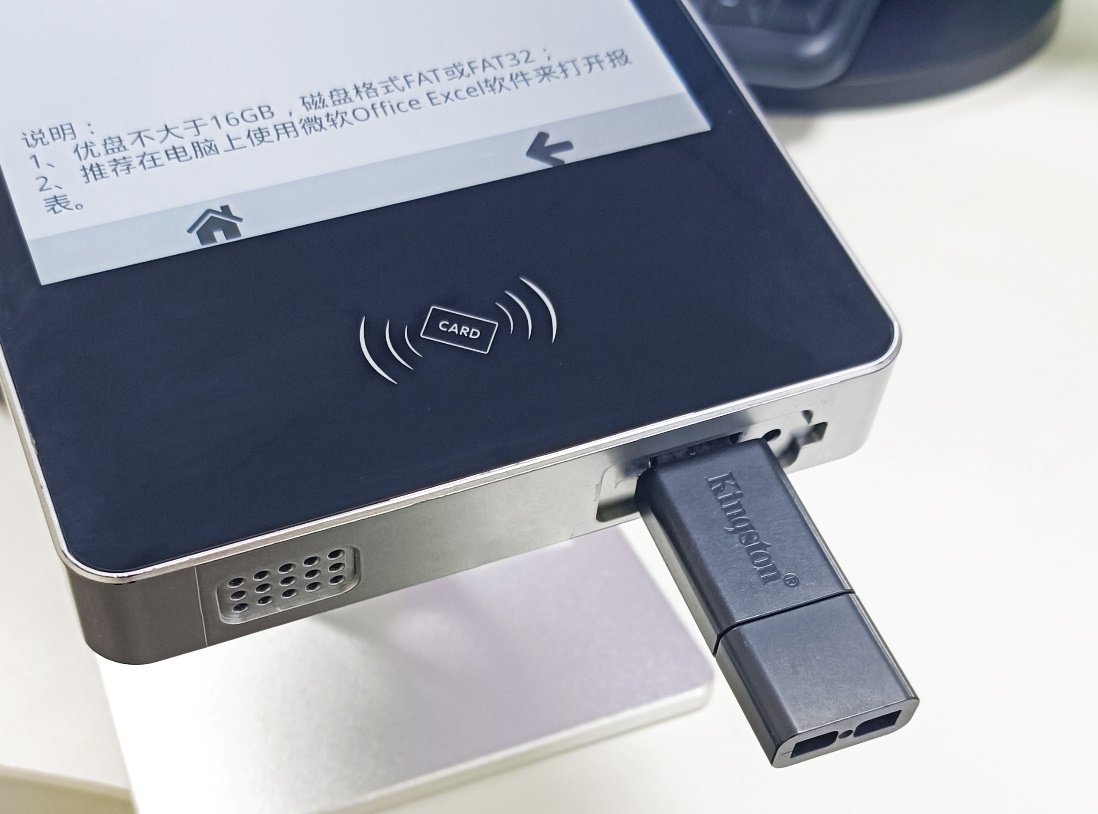 说明：
1、优盘不大于16GB，磁盘格式FAT或FAT32；
2、推荐在电脑上使用微软Office Excel软件来打开报
表。
CARD
Kingston®